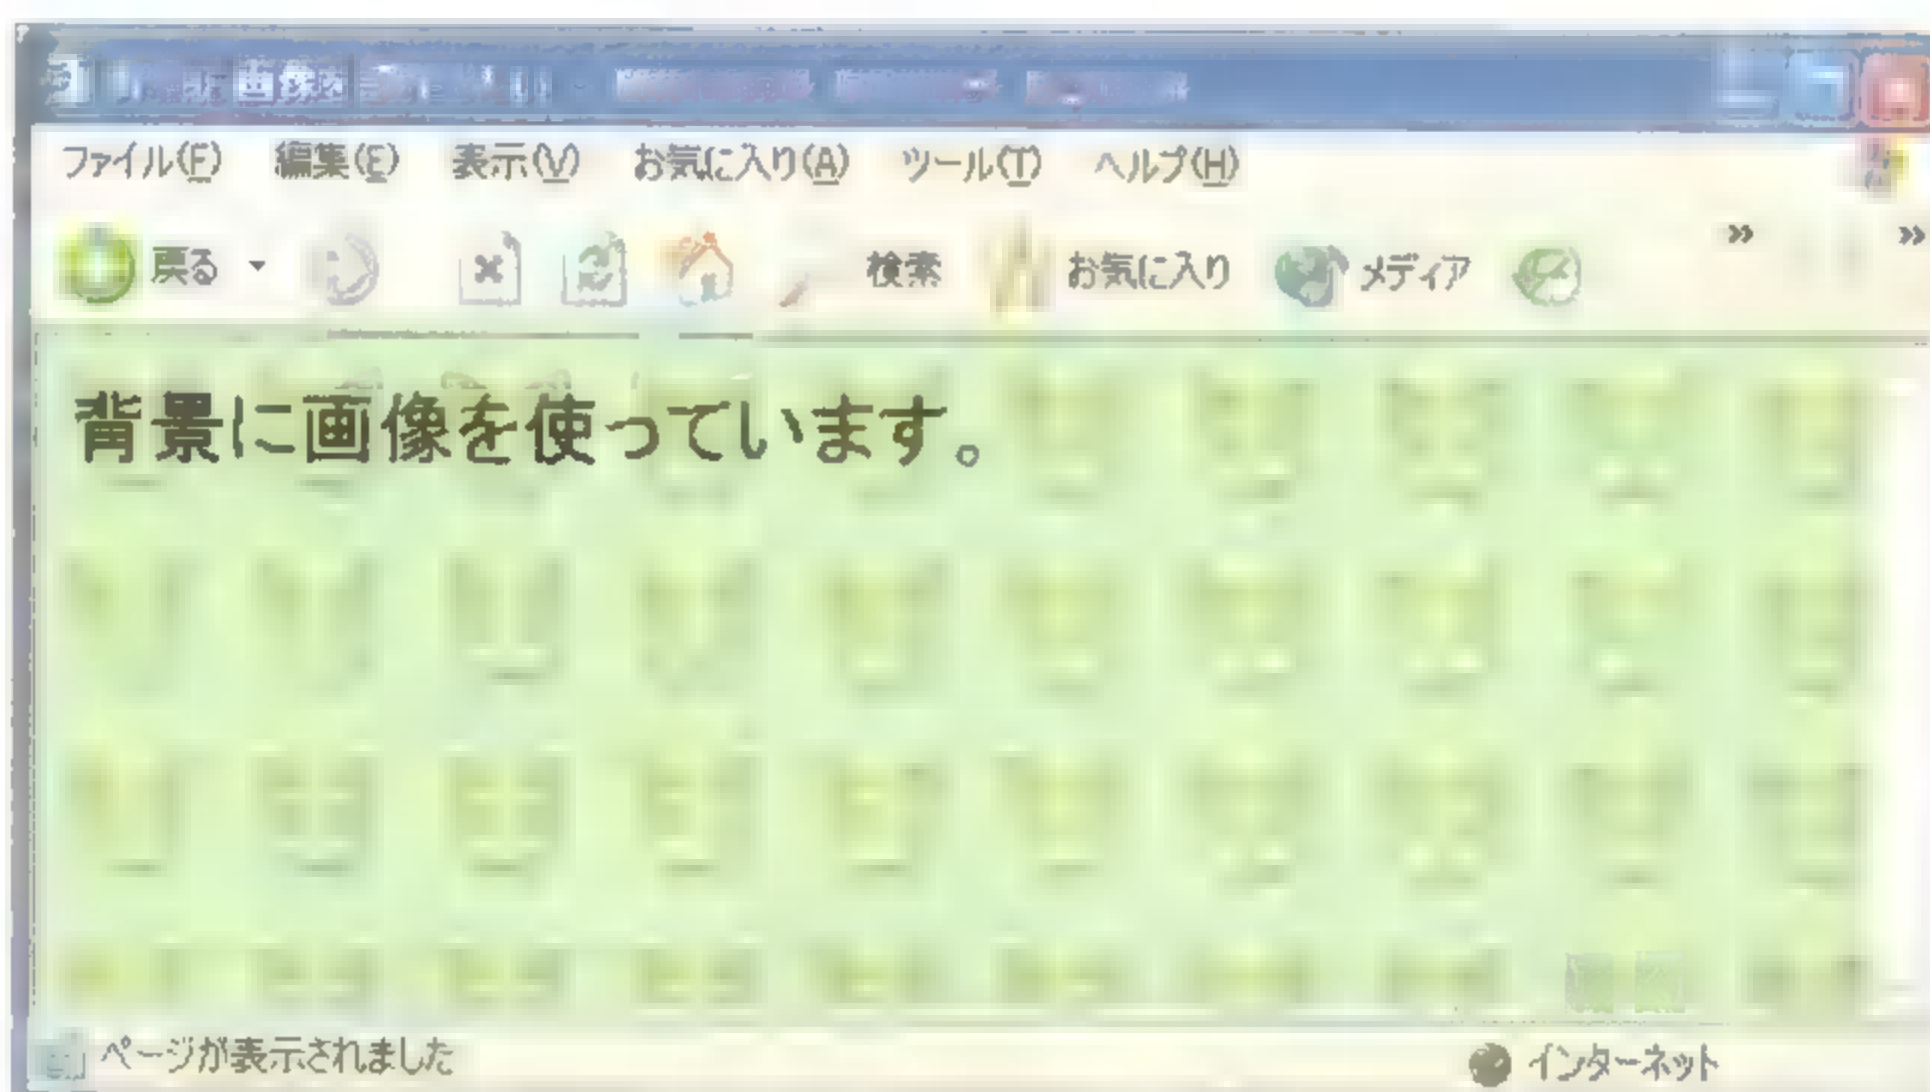 ファイル(F) 編集(E) 表示(V) お気に入り(A) ツール(T) ヘルプ(H)
戻る 検索 お気に入り メディア » »
背景に画像を使っています。
ページが表示されました インターネット